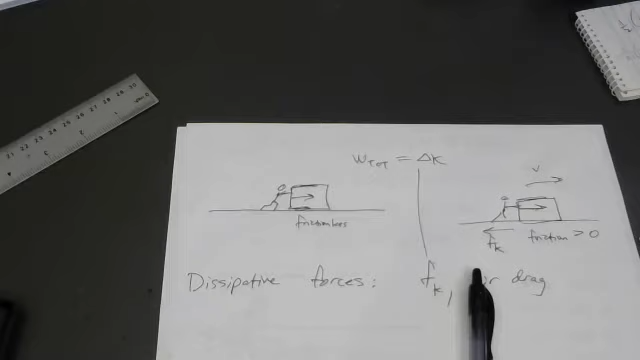 W_TOT = ΔK
frictionless
v
f_k
friction > 0
Dissipative forces: f_k, air drag